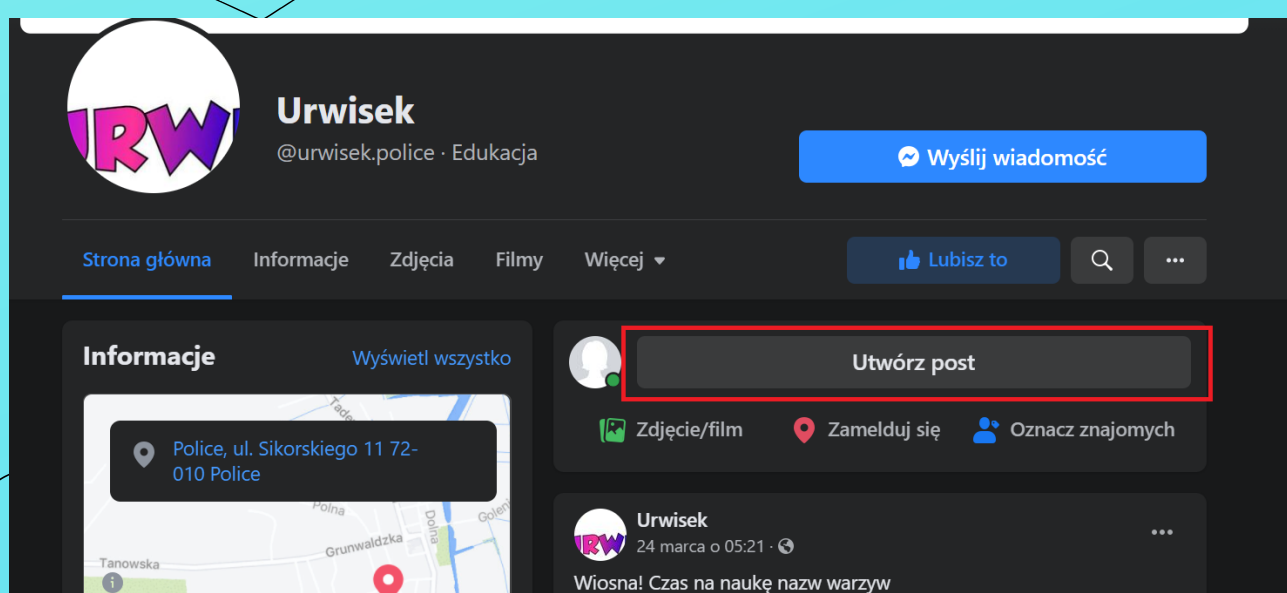 URWI
Urwisek
@urwisek.police · Edukacja
Wyślij wiadomość
Strona główna
Informacje
Zdjęcia
Filmy
Więcej
Lubisz to
Informacje
Wyświetl wszystko
Police, ul. Sikorskiego 11 72-
010 Police
Polna
Dolna
Grunwaldzka
Tanowska
Utwórz post
Zdjęcie/film
Zamelduj się
Oznacz znajomych
URW
Urwisek
24 marca o 05:21 ·
Wiosna! Czas na naukę nazw warzyw